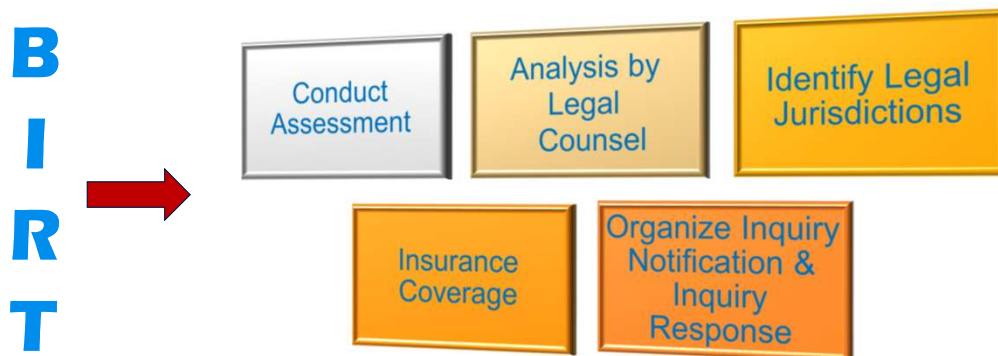 B
I
R
T
Conduct
Assessment
Analysis by
Legal
Counsel
Identify Legal
Jurisdictions
Insurance
Coverage
Organize Inquiry
Notification &
Inquiry
Response